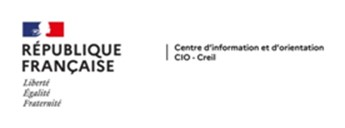 RÉPUBLIQUE
FRANÇAISE
Liberté
Égalité
Fraternité
Centre d'information et d'orientation
CIO - Creil